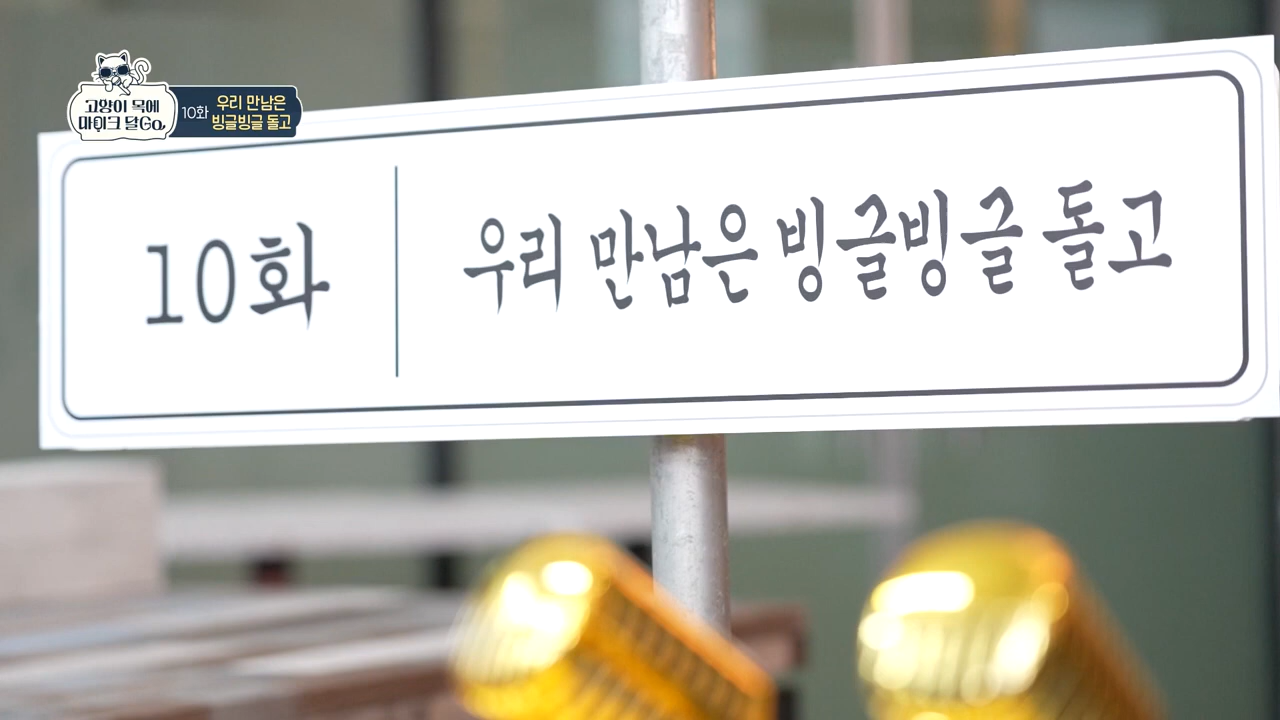 고양이 목에
마이크 달Go
10화
우리 만남은
빙글빙글 돌고
10화
우리 만남은 빙글빙글 돌고